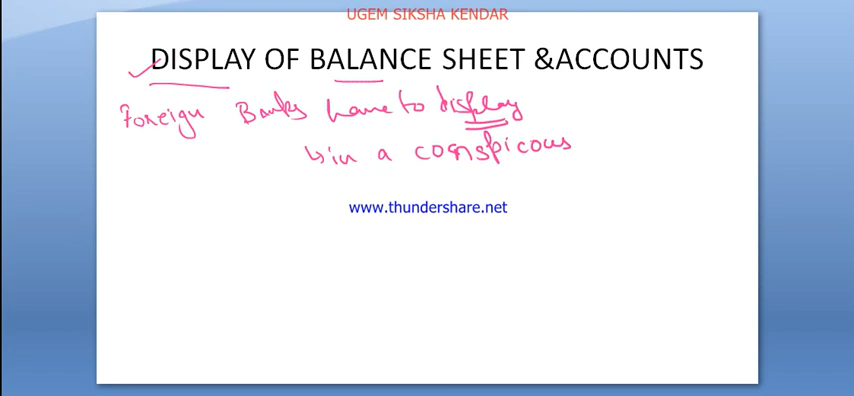 UGEM SIKSHA KENDAR
DISPLAY OF BALANCE SHEET &ACCOUNTS
Foreign Banks have to display
↳in a conspicous
www.thundershare.net